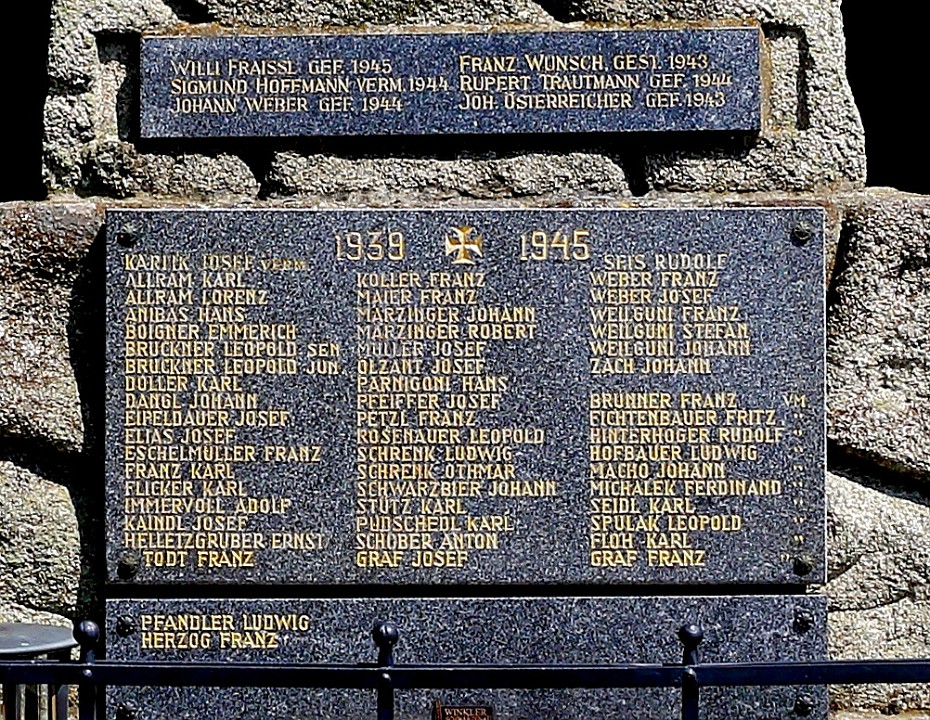 WILLI FRAISSL GEF. 1945
SIGMUND HOFFMANN VERM. 1944
JOHANN WEBER GEF. 1944
FRANZ WUNSCH, GEST. 1943
RUPERT TRAUTMANN GEF. 1944
JOH. ÖSTERREICHER GEF. 1943
1939 1945
KARLIK JOSEF VERM.
ALLRAM KARL
ALLRAM LORENZ
ANIBAS HANS
BOIGNER EMMERICH
BRUCKNER LEOPOLD SEN
BRUCKNER LEOPOLD JUN.
DOLLER KARL
DANGL JOHANN
EIPELDAUER JOSEF
ELIAS JOSEF
ESCHELMÜLLER FRANZ
FRANZ KARL
FLICKER KARL
IMMERVOLL ADOLF
KAINDL JOSEF
HELLETZGRUBER ERNST
TODT FRANZ
KOLLER FRANZ
MAIER FRANZ
MARZINGER JOHANN
MARZINGER ROBERT
MÜLLER JOSEF
OLZANT JOSEF
PARNIGONI HANS
PFEIFFER JOSEF
PETZL FRANZ
ROSENAUER LEOPOLD
SCHRENK LUDWIG
SCHRENK OTHMAR
SCHWARZBIER JOHANN
STÜTZ KARL
PUDSCHEDL KARL
SCHOBER ANTON
GRAF JOSEF
SEIS RUDOLF
WEBER FRANZ
WEBER JOSEF
WEILGUNI FRANZ
WEILGUNI STEFAN
WEILGUNI JOHANN
ZACH JOHANN
BRUNNER FRANZ VM
FICHTENBAUER FRITZ "
HINTERHOGER RUDOLF "
HOFBAUER LUDWIG "
MACHO JOHANN "
MICHALEK FERDINAND "
SEIDL KARL "
SPULAK LEOPOLD "
FLOH KARL "
GRAF FRANZ "
PFANDLER LUDWIG
HERZOG FRANZ
WINKLER